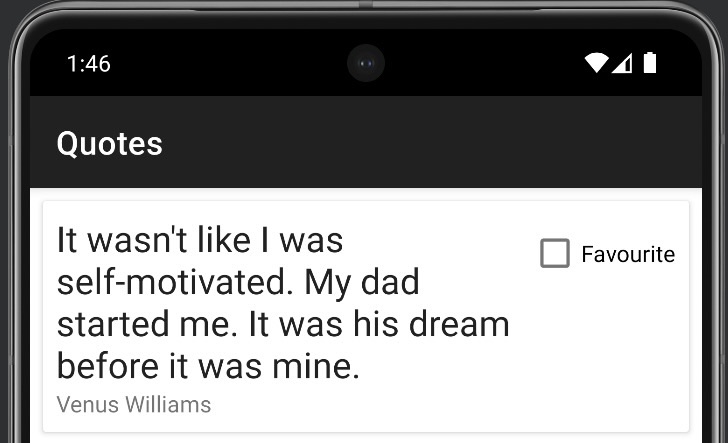 1:46
Quotes
It wasn't like I was
self-motivated. My dad
started me. It was his dream
before it was mine.
Favourite
Venus Williams